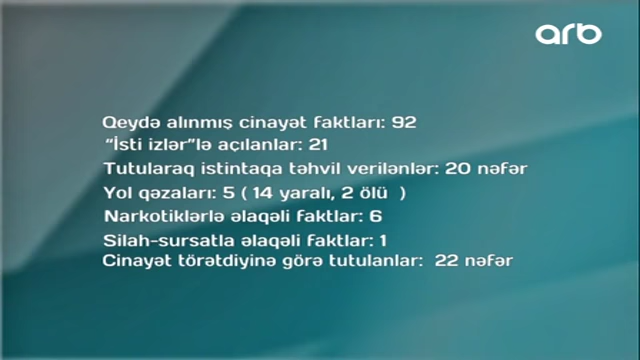 arb
Qeydə alınmış cinayət faktları: 92
“İsti izlər”lə açılanlar: 21
Tutularaq istintaqa təhvil verilənlər: 20 nəfər
Yol qəzaları: 5 ( 14 yaralı, 2 ölü )
Narkotiklərlə əlaqəli faktlar: 6
Silah-sursatla əlaqəli faktlar: 1
Cinayət törətdiyinə görə tutulanlar: 22 nəfər